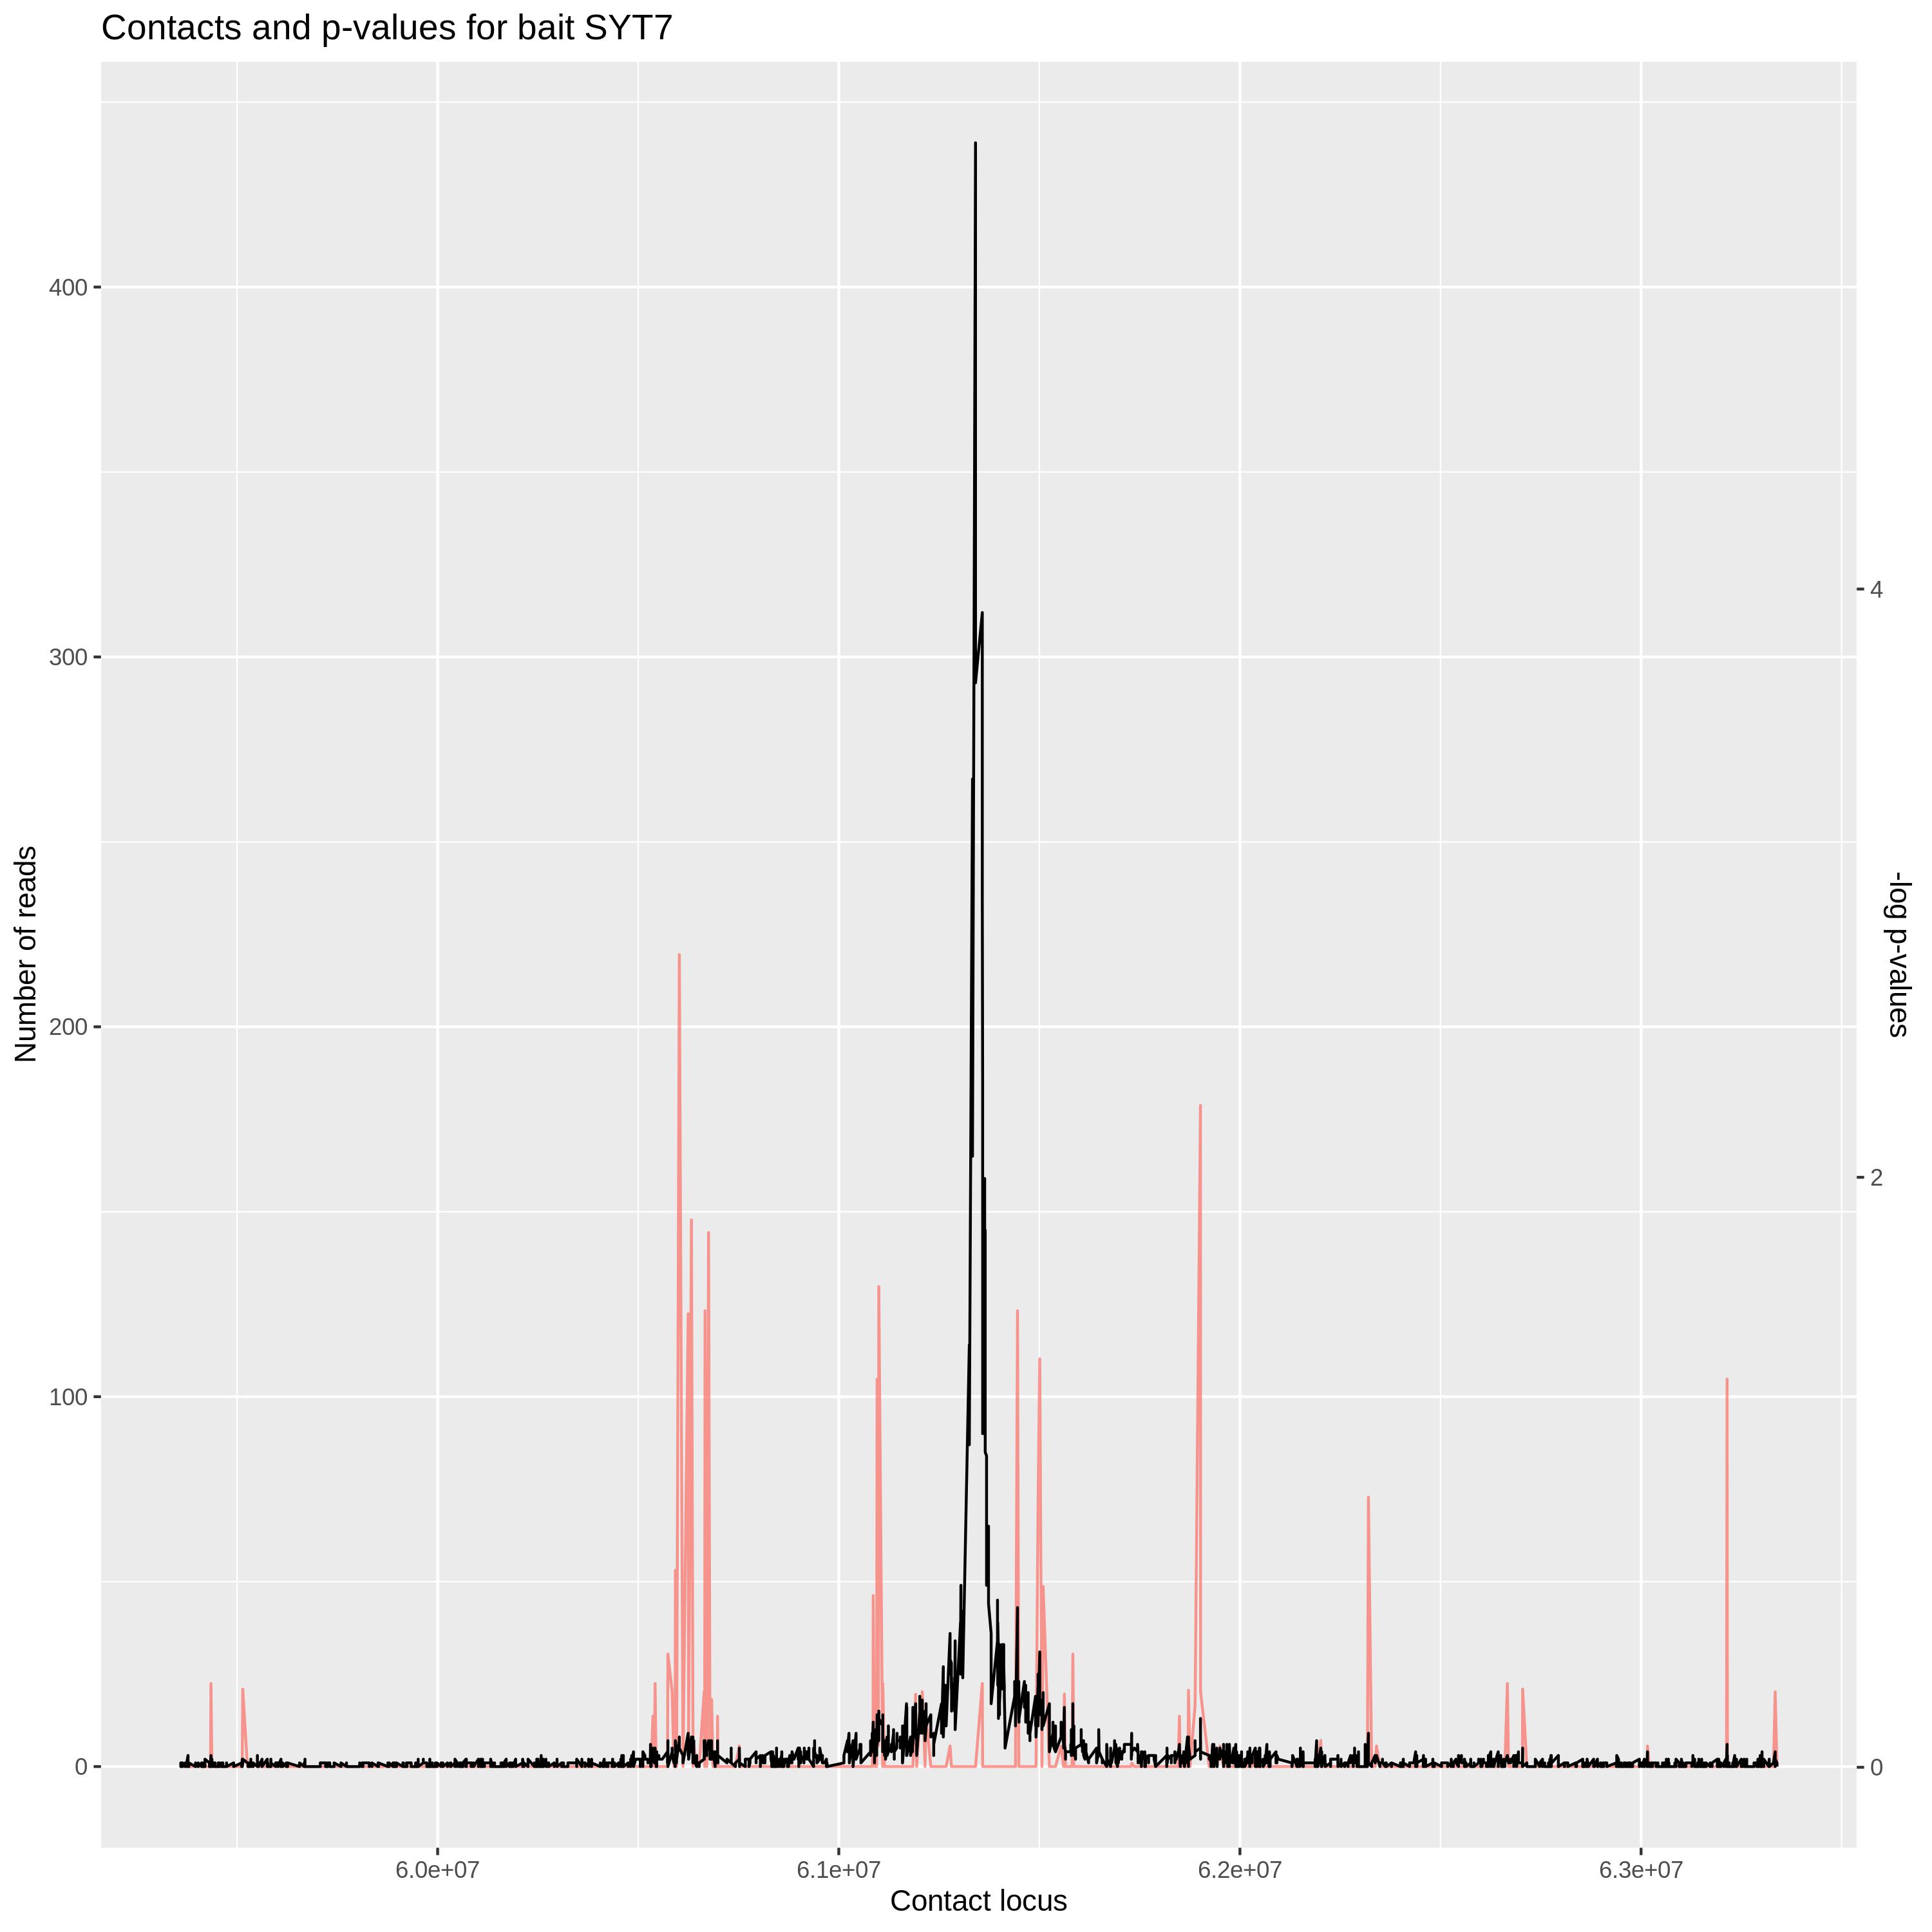 Contacts and p-values for bait SYT7
Number of reads
400
300
200
100
0
4
2
0
-log p-values
6.0e+07
6.1e+07
6.2e+07
6.3e+07
Contact locus